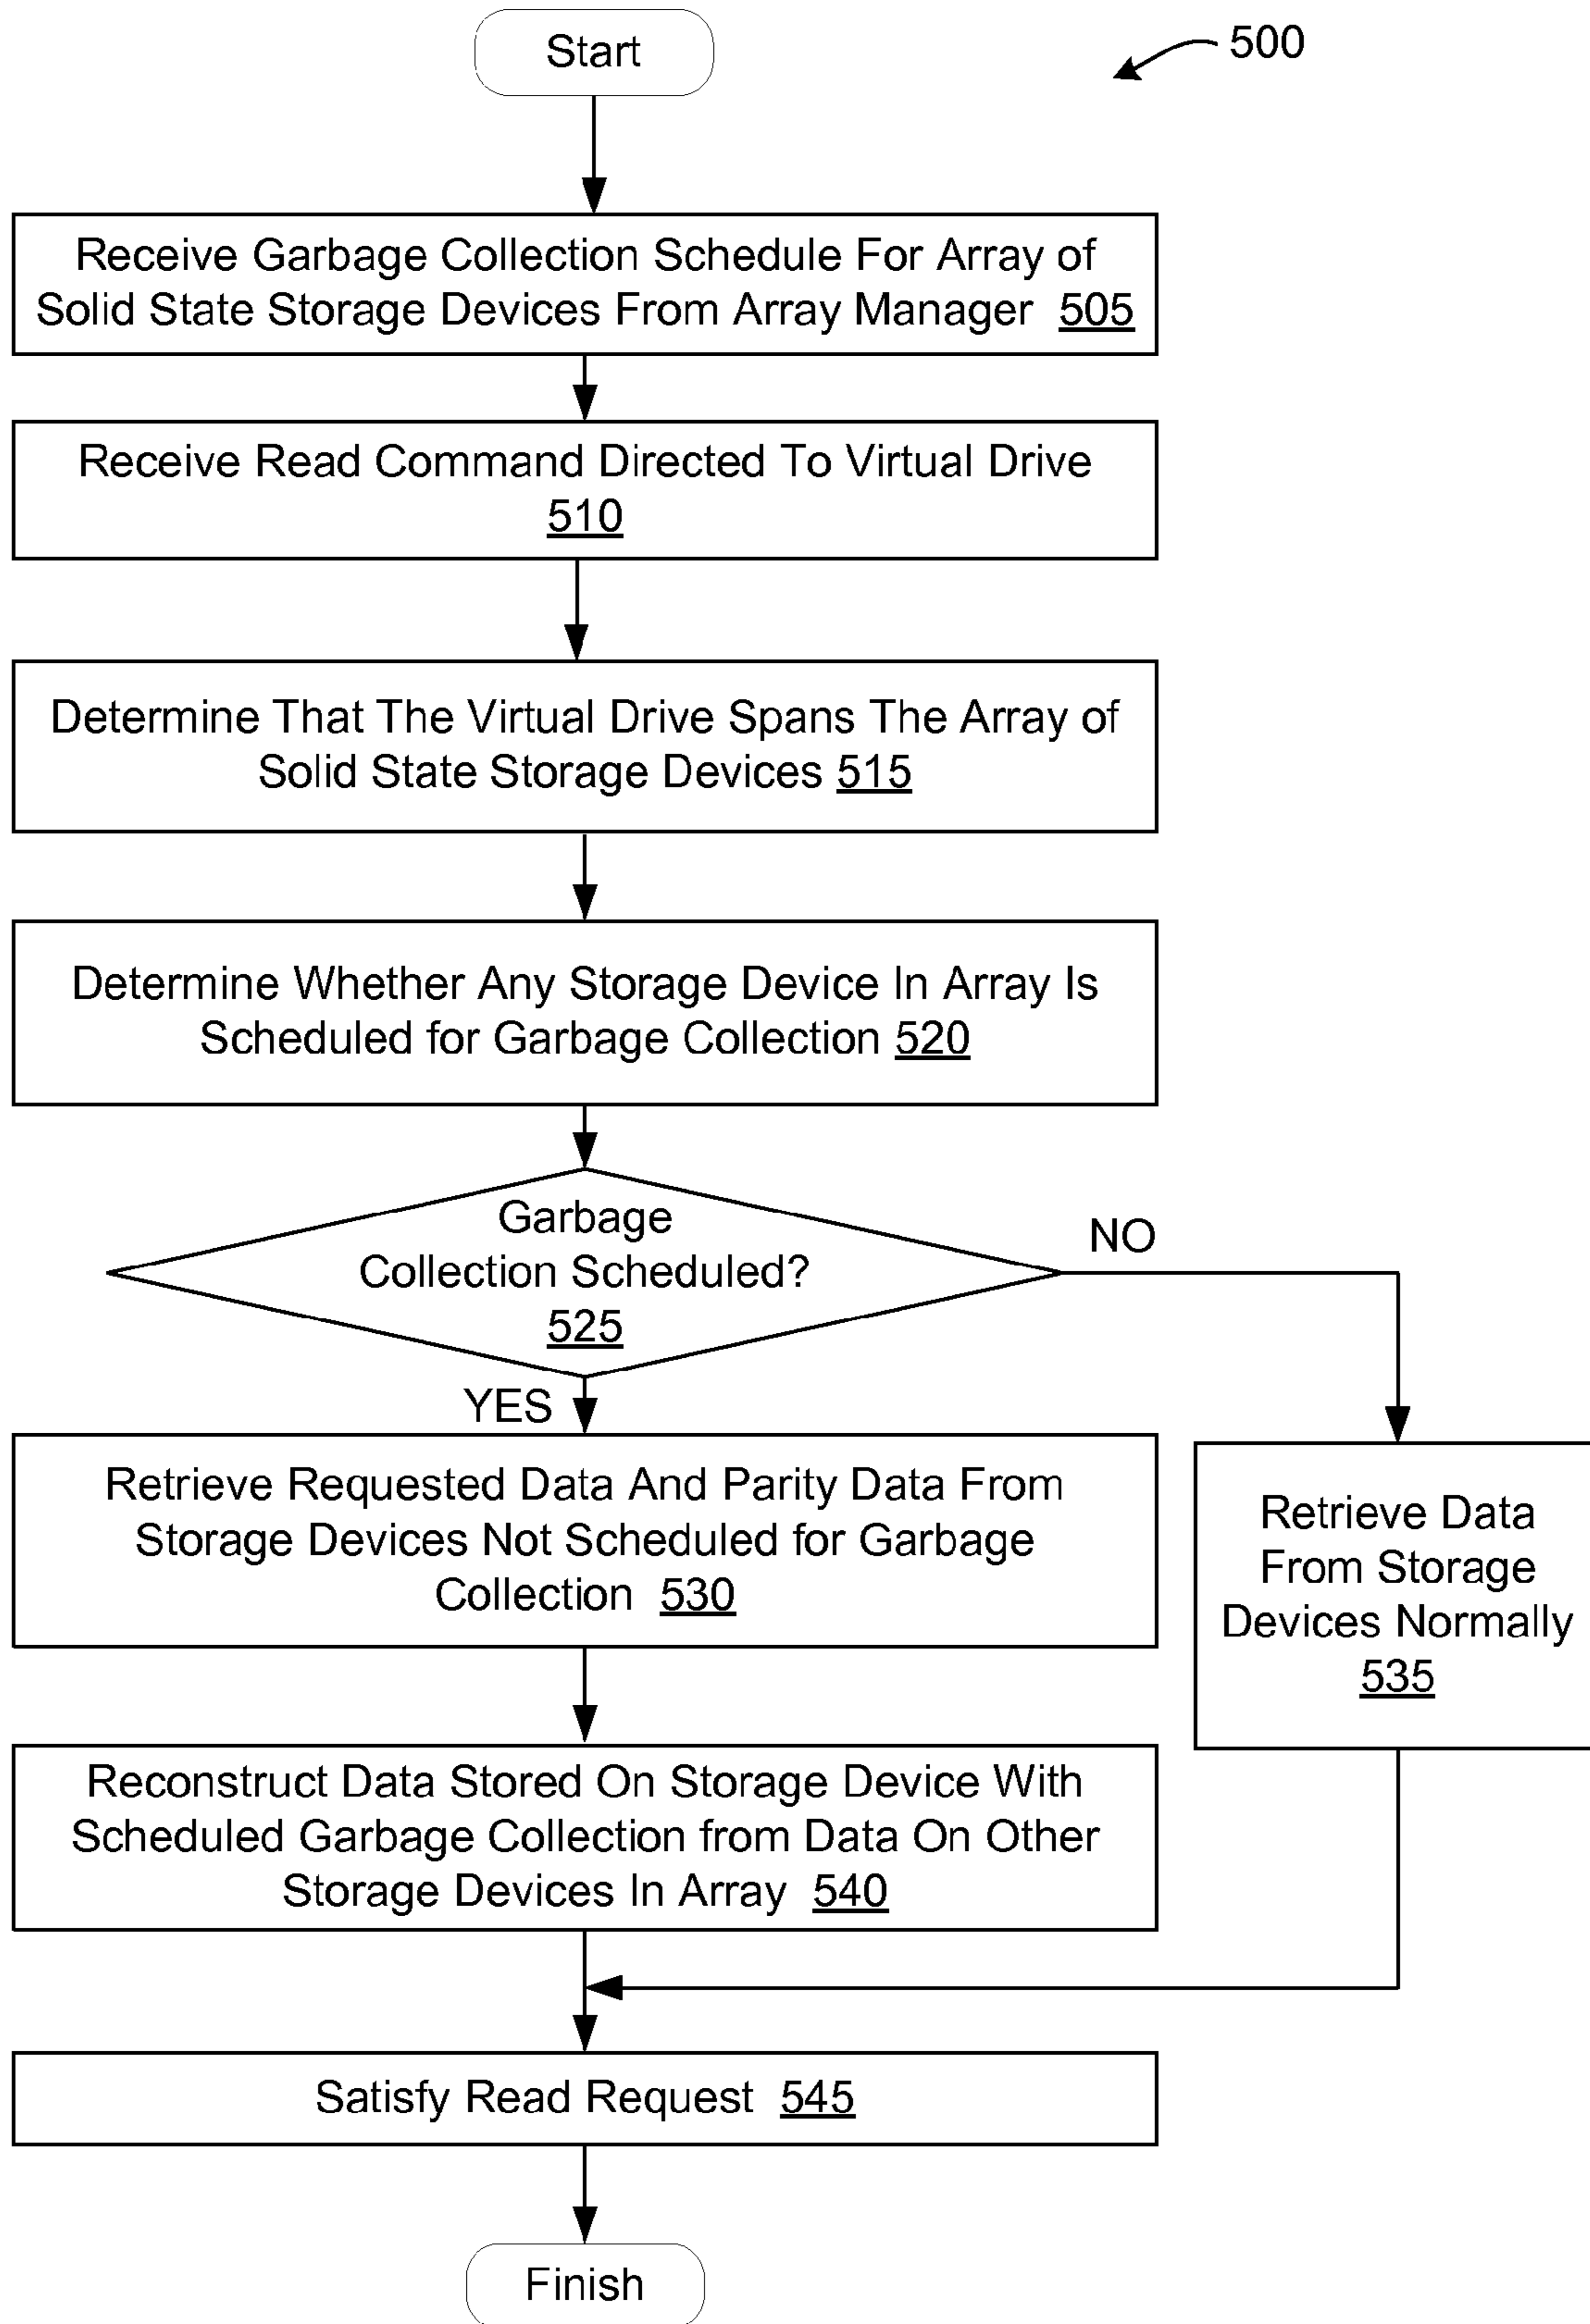 Start
500
Receive Garbage Collection Schedule For Array of
Solid State Storage Devices From Array Manager 505
Receive Read Command Directed To Virtual Drive
510
Determine That The Virtual Drive Spans The Array of
Solid State Storage Devices 515
Determine Whether Any Storage Device In Array Is
Scheduled for Garbage Collection 520
Garbage
Collection Scheduled?
525
NO
YES
Retrieve Requested Data And Parity Data From
Storage Devices Not Scheduled for Garbage
Collection 530
Retrieve Data
From Storage
Devices Normally
535
Reconstruct Data Stored On Storage Device With
Scheduled Garbage Collection from Data On Other
Storage Devices In Array 540
Satisfy Read Request 545
Finish